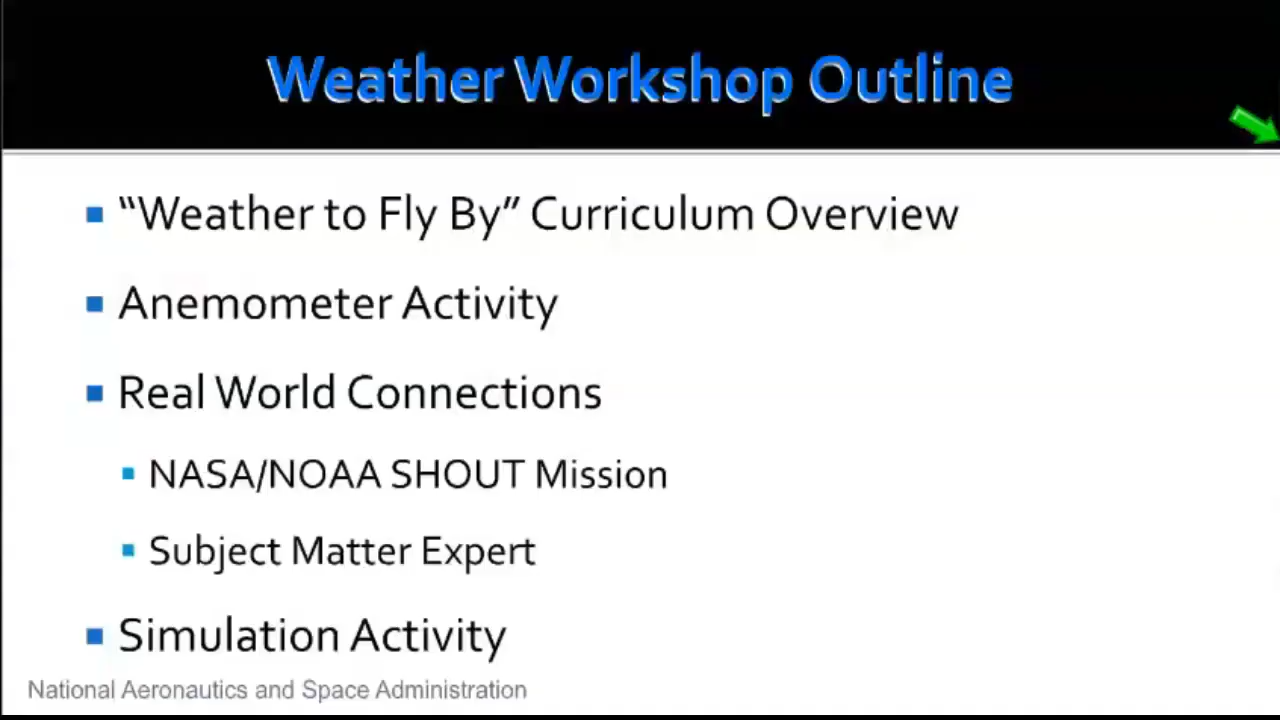 Weather Workshop Outline
“Weather to Fly By” Curriculum Overview
Anemometer Activity
Real World Connections
NASA/NOAA SHOUT Mission
Subject Matter Expert
Simulation Activity
National Aeronautics and Space Administration